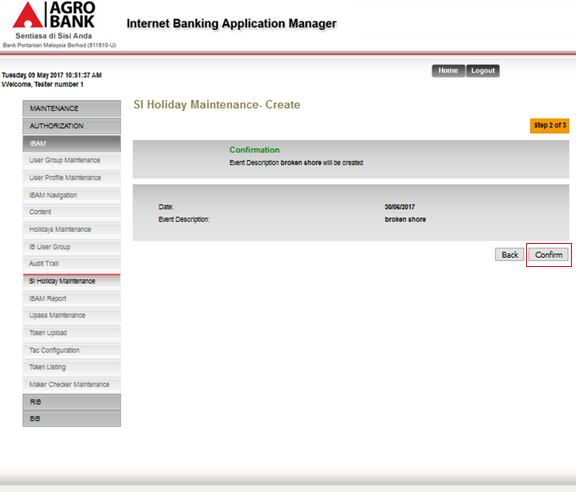 AGRO
BANK
Sentiasa di Sisi Anda
Bank Pertanian Malaysia Berhad (811810-U)
Internet Banking Application Manager
Tuesday, 09 May 2017 10:51:37 AM
Welcome, Tester number 1
Home Logout
MAINTENANCE
AUTHORIZATION
IBAM
User Group Maintenance
User Profile Maintenance
IBAM Navigation
Content
Holidays Maintenance
IB User Group
Audit Trail
SI Holiday Maintenance
IBAM Report
Upass Maintenance
Token Upload
Tac Configuration
Token Listing
Maker Checker Maintenance
RIB
BIB
SI Holiday Maintenance- Create
Step 2 of 3
Confirmation
Event Description broken shore will be created
Date: 30/06/2017
Event Description: broken shore
Back Confirm